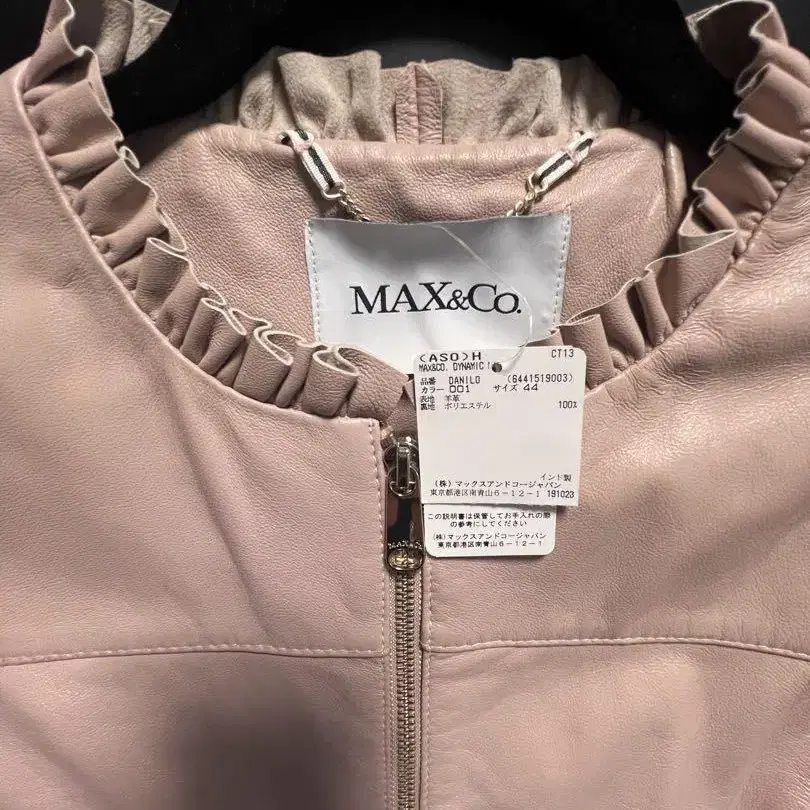 MAX&Co.
(ASO)H CT13
MAX&CO. DYNAMIC
品番 DANILO (6441519003)
カラー 001 サイズ 44
表地 羊革
裏地 ポリエステル 100%
インド製
(株)マックスアンドコージャパン
東京都港区南青山6-12-1 191023
この説明書は保管してお手入れの際
の参考にしてください
(株)マックスアンドコージャパン
東京都港区南青山6-12-1
MAX&